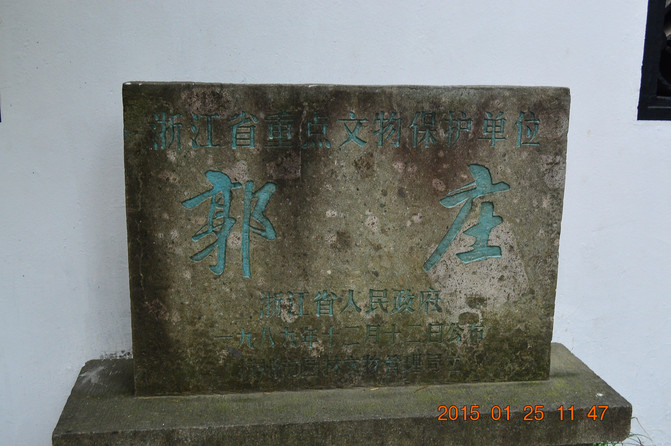 浙江省重点文物保护单位
郭庄
浙江省人民政府
一九八九年十二月十二日公布
2015 01 25 11 47